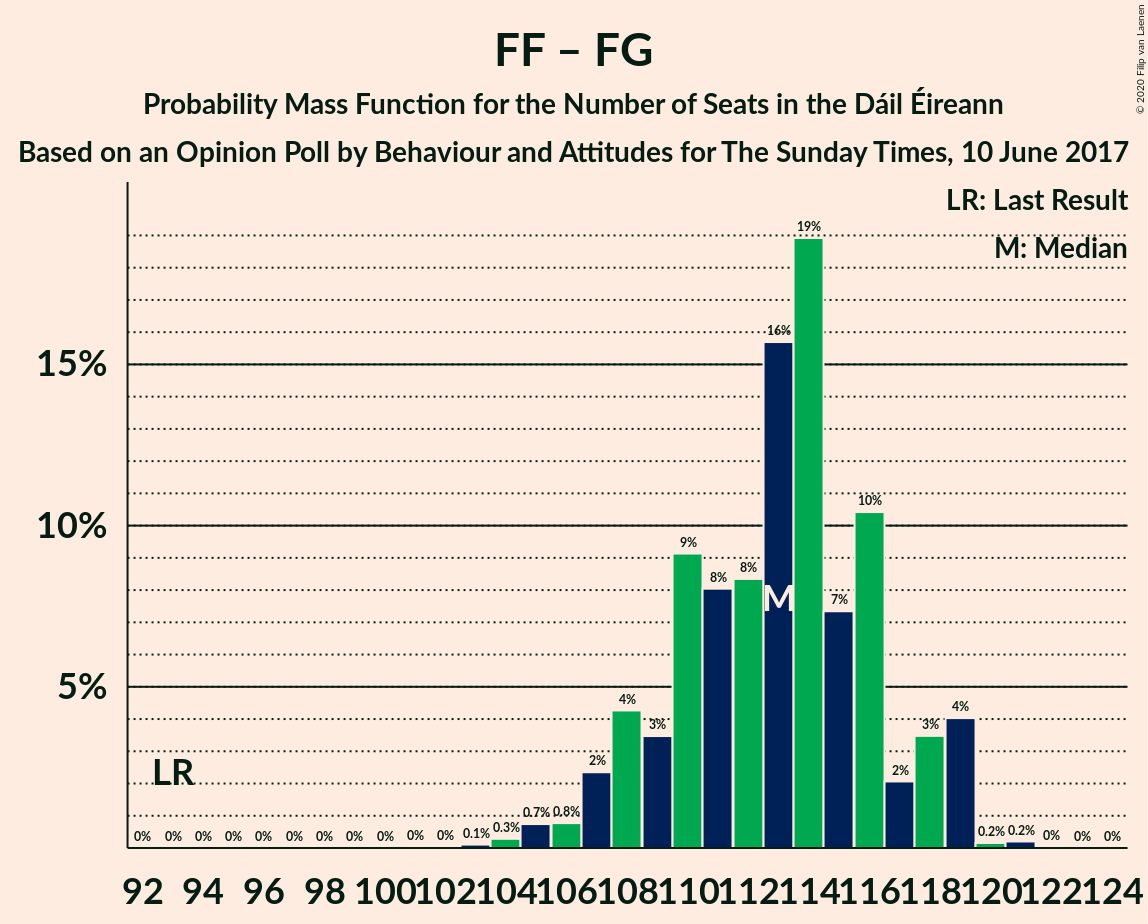 FF – FG
Probability Mass Function for the Number of Seats in the Dáil Éireann
Based on an Opinion Poll by Behaviour and Attitudes for The Sunday Times, 10 June 2017
© 2020 Filip van Laenen
LR: Last Result
M: Median
15%
10%
5%
LR
M
0% 0% 0% 0% 0% 0% 0% 0% 0% 0% 0% 0.1% 0.3% 0.7% 0.8% 2% 4% 3% 9% 8% 8% 16% 19% 7% 10% 2% 3% 4% 0.2% 0.2% 0% 0% 0%
92 94 96 98 100 102 104 106 108 110 112 114 116 118 120 122 124